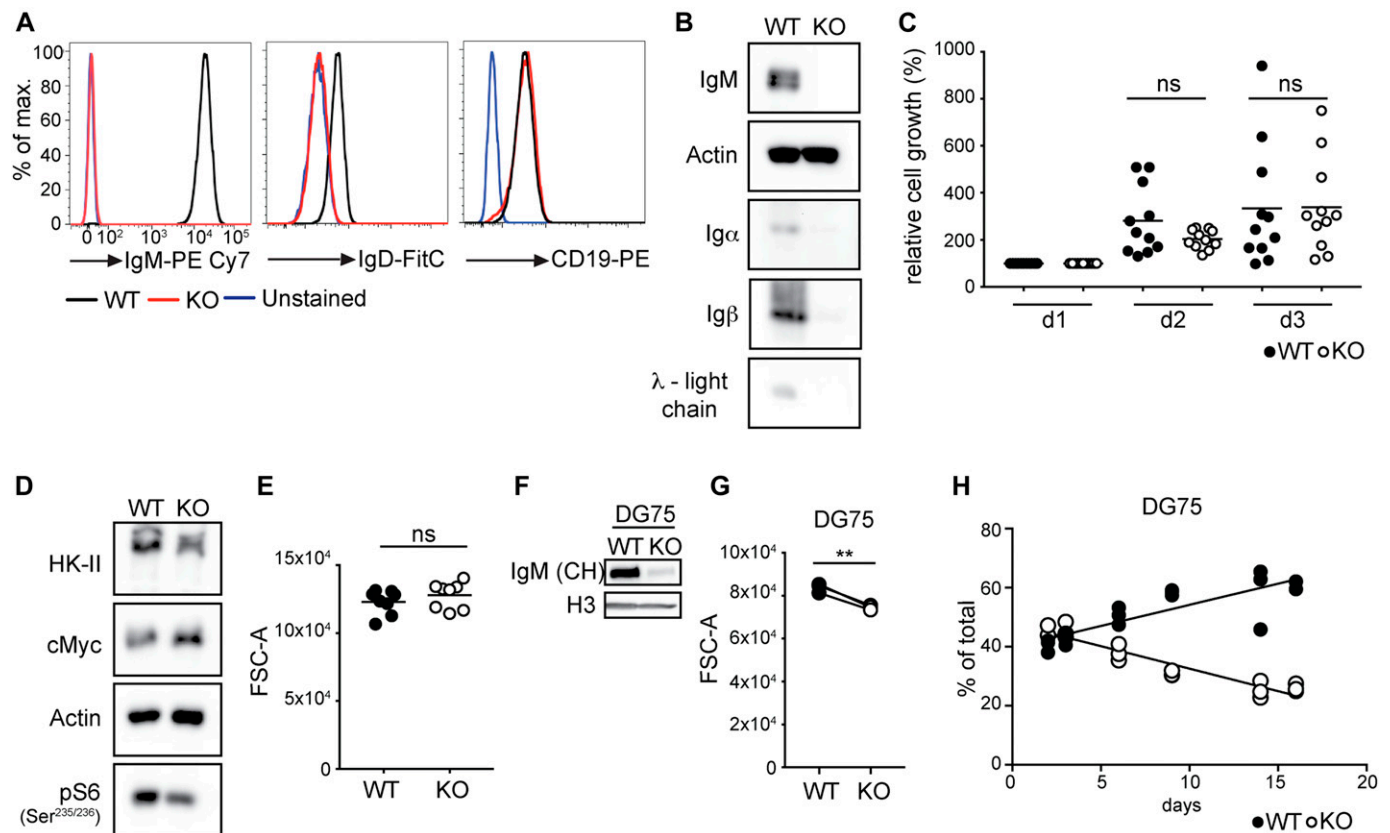 A
% of max.
100
80
60
40
20
0
0 10² 10³ 10⁴ 10⁵
IgM-PE Cy7
IgD-FitC
CD19-PE
WT KO Unstained
B
WT KO
IgM
Actin
Igα
Igβ
λ - light
chain
C
relative cell growth (%)
1000
800
600
400
200
0
ns
ns
d1 d2 d3
WT KO
D
WT KO
HK-II
cMyc
Actin
pS6
(Ser235/236)
E
FSC-A
15x10⁴
10x10⁴
5x10⁴
0
ns
WT KO
F
DG75
WT KO
IgM (CH)
H3
G
DG75
FSC-A
10x10⁴
8x10⁴
6x10⁴
4x10⁴
2x10⁴
0
**
WT KO
H
DG75
% of total
80
60
40
20
0
0 5 10 15 20
days
WT KO